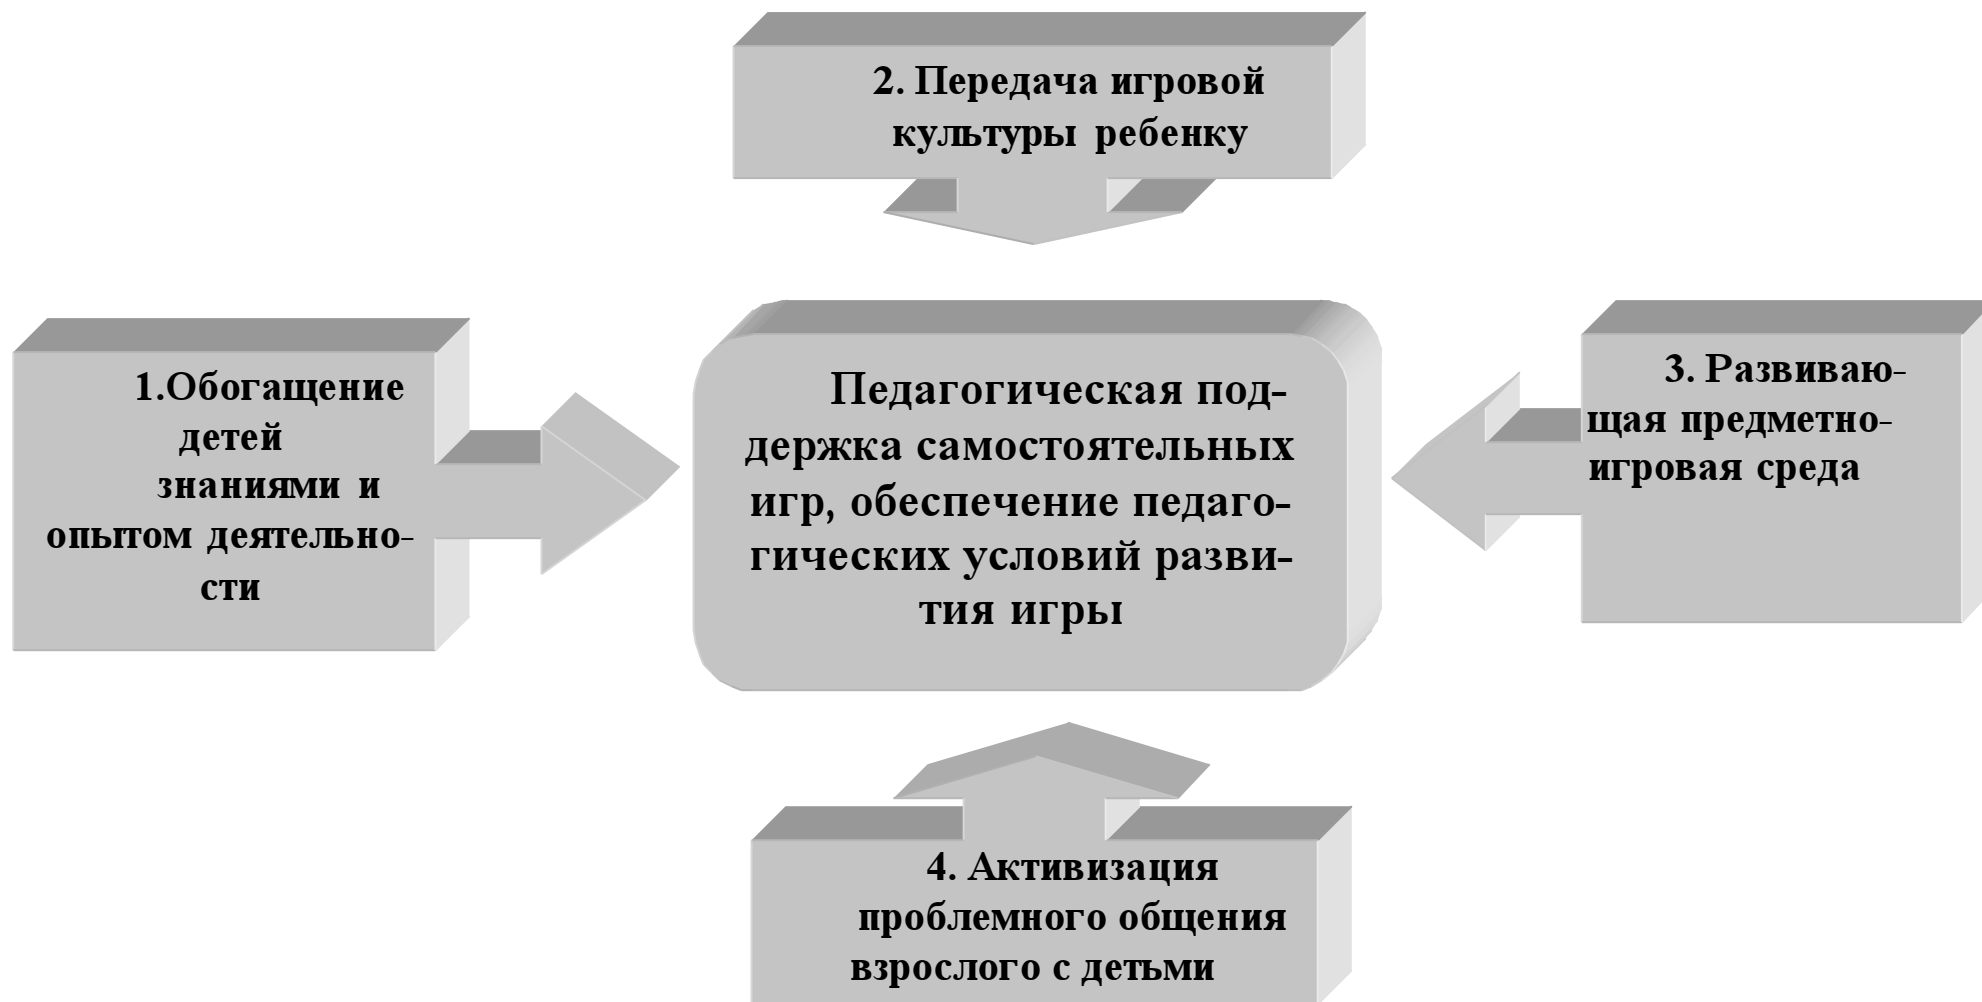 2. Передача игровой
культуры ребенку
1.Обогащение
детей
знаниями и
опытом деятельно-
сти
Педагогическая под-
держка самостоятельных
игр, обеспечение педаго-
гических условий разви-
тия игры
3. Развиваю-
щая предметно-
игровая среда
4. Активизация
проблемного общения
взрослого с детьми